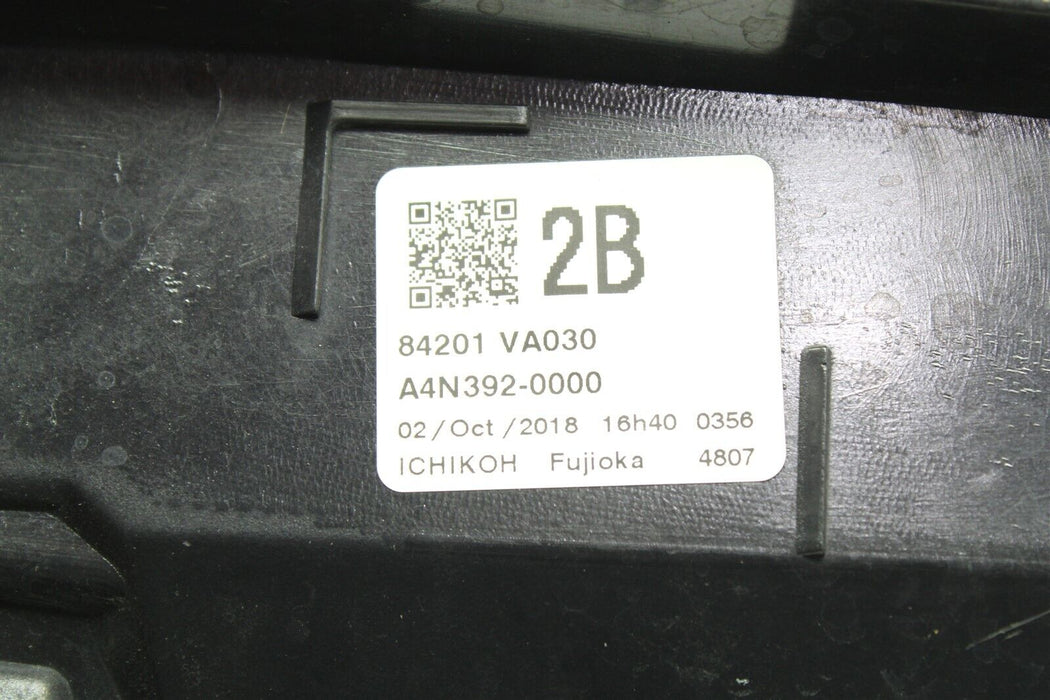 2B
84201 VA030
A4N392-0000
02/Oct/2018 16h40 0356
ICHIKOH Fujioka 4807